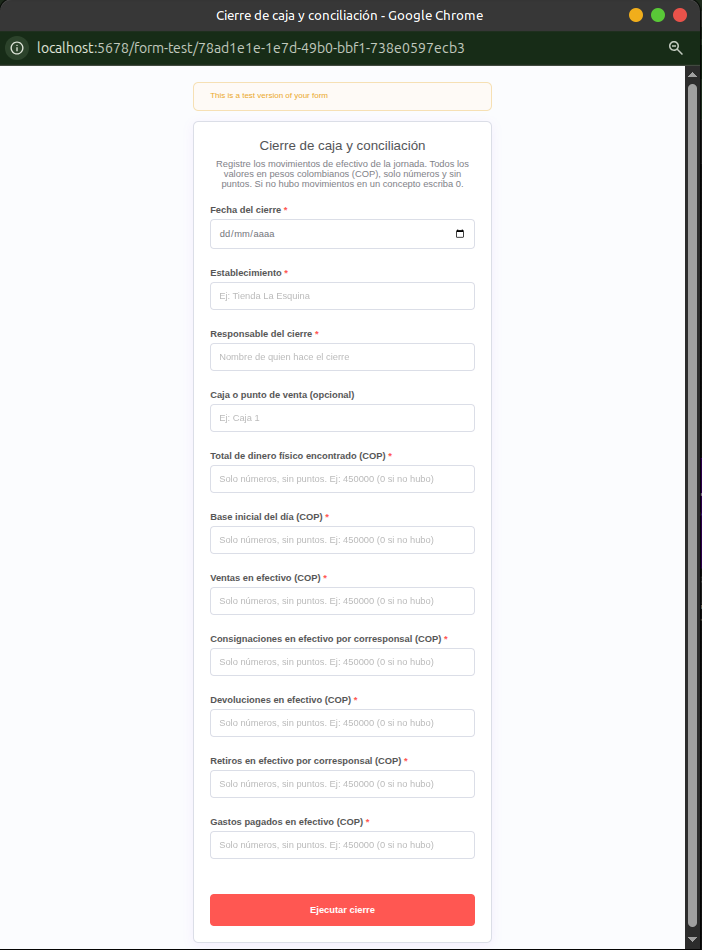 Cierre de caja y conciliación - Google Chrome
localhost:5678/form-test/78ad1e1e-1e7d-49b0-bbf1-738e0597ecb3
This is a test version of your form
Cierre de caja y conciliación
Registre los movimientos de efectivo de la jornada. Todos los
valores en pesos colombianos (COP), solo números y sin
puntos. Si no hubo movimientos en un concepto escriba 0.
Fecha del cierre *
dd/mm/aaaa
Establecimiento *
Ej: Tienda La Esquina
Responsable del cierre *
Nombre de quien hace el cierre
Caja o punto de venta (opcional)
Ej: Caja 1
Total de dinero físico encontrado (COP) *
Solo números, sin puntos. Ej: 450000 (0 si no hubo)
Base inicial del día (COP) *
Solo números, sin puntos. Ej: 450000 (0 si no hubo)
Ventas en efectivo (COP) *
Solo números, sin puntos. Ej: 450000 (0 si no hubo)
Consignaciones en efectivo por corresponsal (COP) *
Solo números, sin puntos. Ej: 450000 (0 si no hubo)
Devoluciones en efectivo (COP) *
Solo números, sin puntos. Ej: 450000 (0 si no hubo)
Retiros en efectivo por corresponsal (COP) *
Solo números, sin puntos. Ej: 450000 (0 si no hubo)
Gastos pagados en efectivo (COP) *
Solo números, sin puntos. Ej: 450000 (0 si no hubo)
Ejecutar cierre